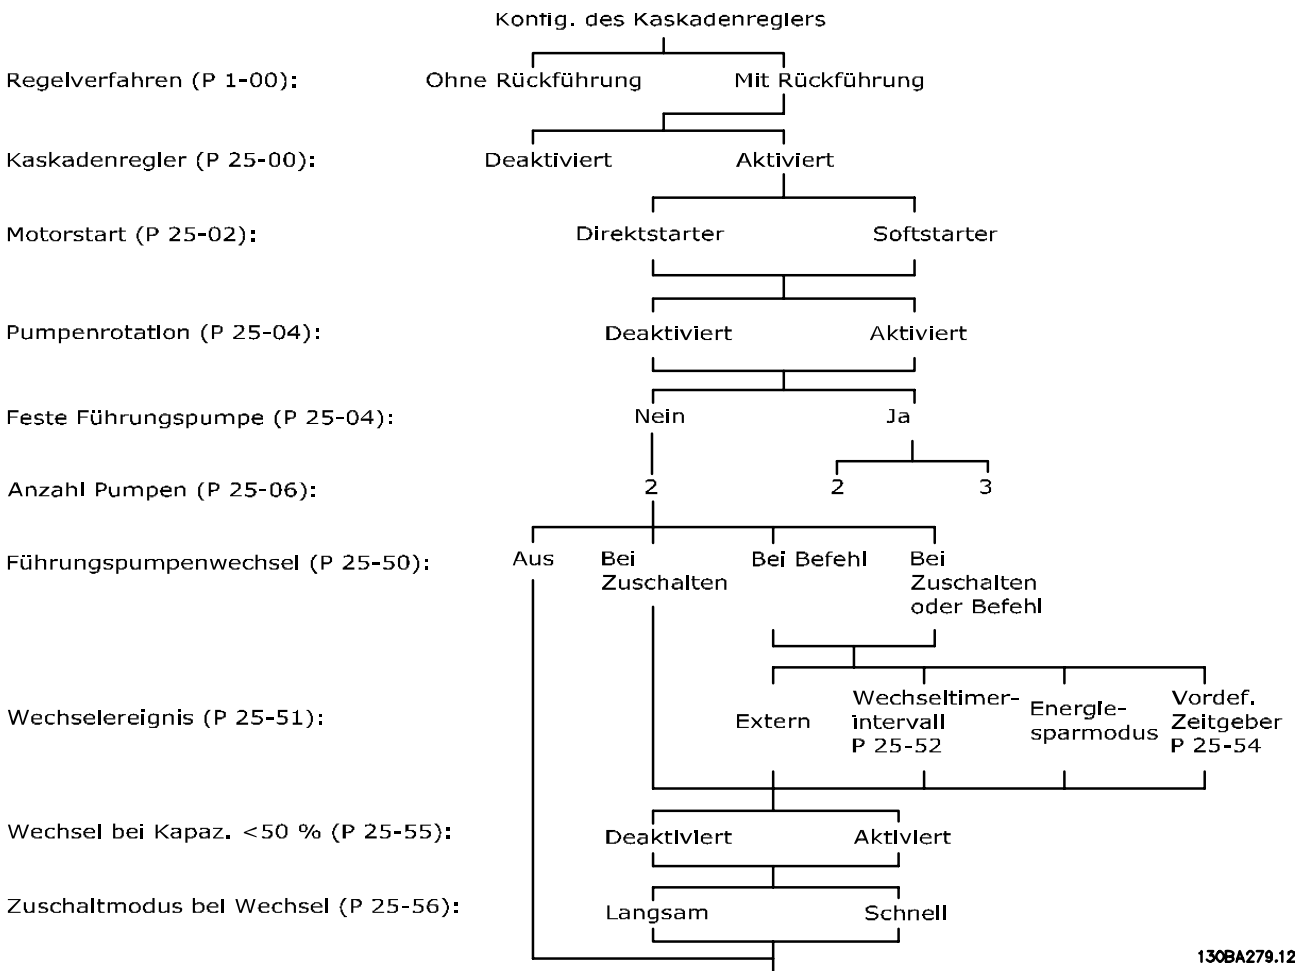 Konfig. des Kaskadenreglers
Regelverfahren (P 1-00): Ohne Rückführung Mit Rückführung
Kaskadenregler (P 25-00): Deaktiviert Aktiviert
Motorstart (P 25-02): Direktstarter Softstarter
Pumpenrotation (P 25-04): Deaktiviert Aktiviert
Feste Führungspumpe (P 25-04): Nein Ja
Anzahl Pumpen (P 25-06): 2 2 3
Führungspumpenwechsel (P 25-50): Aus Bei Zuschalten Bei Befehl Bei Zuschalten oder Befehl
Wechselereignis (P 25-51): Extern Wechseltimer-intervall P 25-52 Energie-sparmodus Vordef. Zeitgeber P 25-54
Wechsel bei Kapaz. <50 % (P 25-55): Deaktiviert Aktiviert
Zuschaltmodus bei Wechsel (P 25-56): Langsam Schnell
130BA279.12